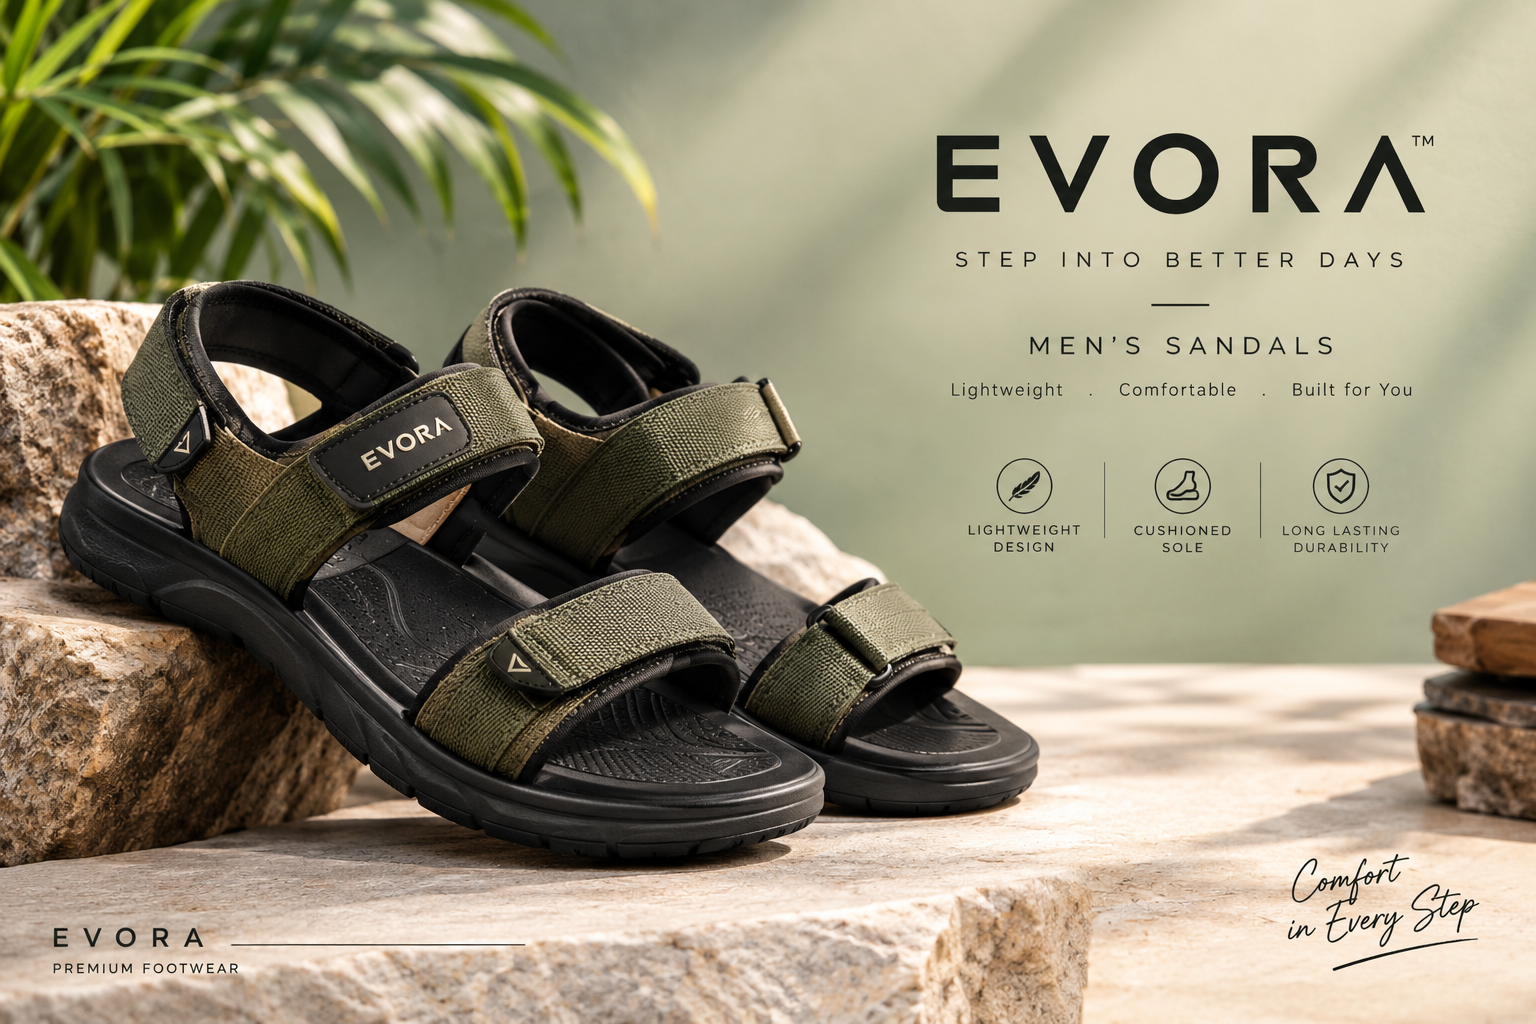 EVORA™
STEP INTO BETTER DAYS
MEN'S SANDALS
Lightweight . Comfortable . Built for You
LIGHTWEIGHT
DESIGN
CUSHIONED
SOLE
LONG LASTING
DURABILITY
EVORA
Comfort
in Every Step
EVORA
PREMIUM FOOTWEAR